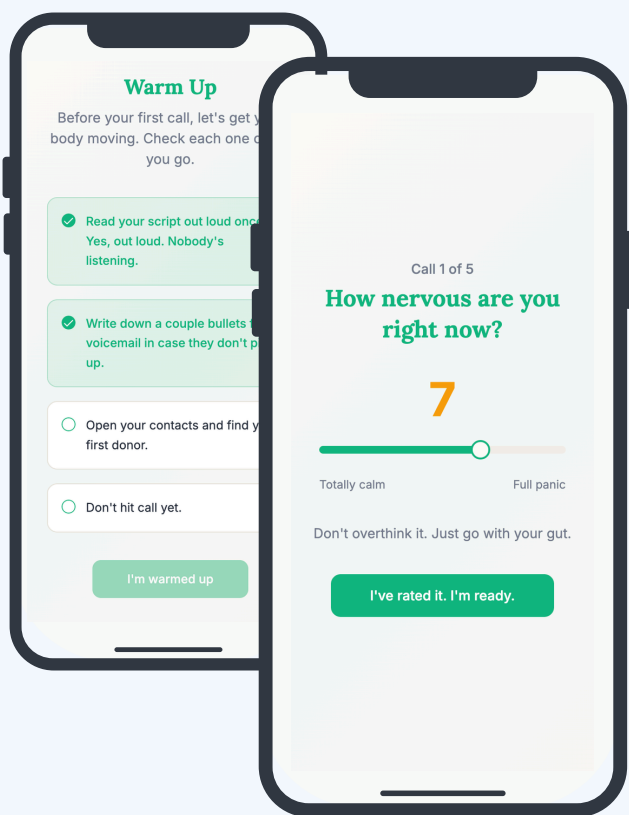 Warm Up
Before your first call, let's get
body moving. Check each one
you go.
Read your script out loud once
Yes, out loud. Nobody's
listening.
Write down a couple bullets
voicemail in case they don't
up.
Open your contacts and find
first donor.
Don't hit call yet.
I'm warmed up
Call 1 of 5
How nervous are you
right now?
7
Totally calm
Full panic
Don't overthink it. Just go with your gut.
I've rated it. I'm ready.